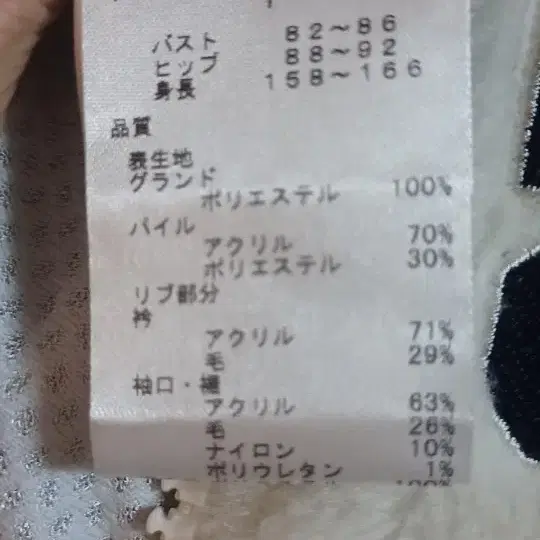 バスト 82～86
ヒップ 88～92
身長 158～166
品質
表生地
グランド
ポリエステル 100%
パイル
アクリル 70%
ポリエステル 30%
リブ部分
衿
アクリル 71%
毛 29%
袖口・裾
アクリル 63%
毛 26%
ナイロン 10%
ポリウレタン 1%